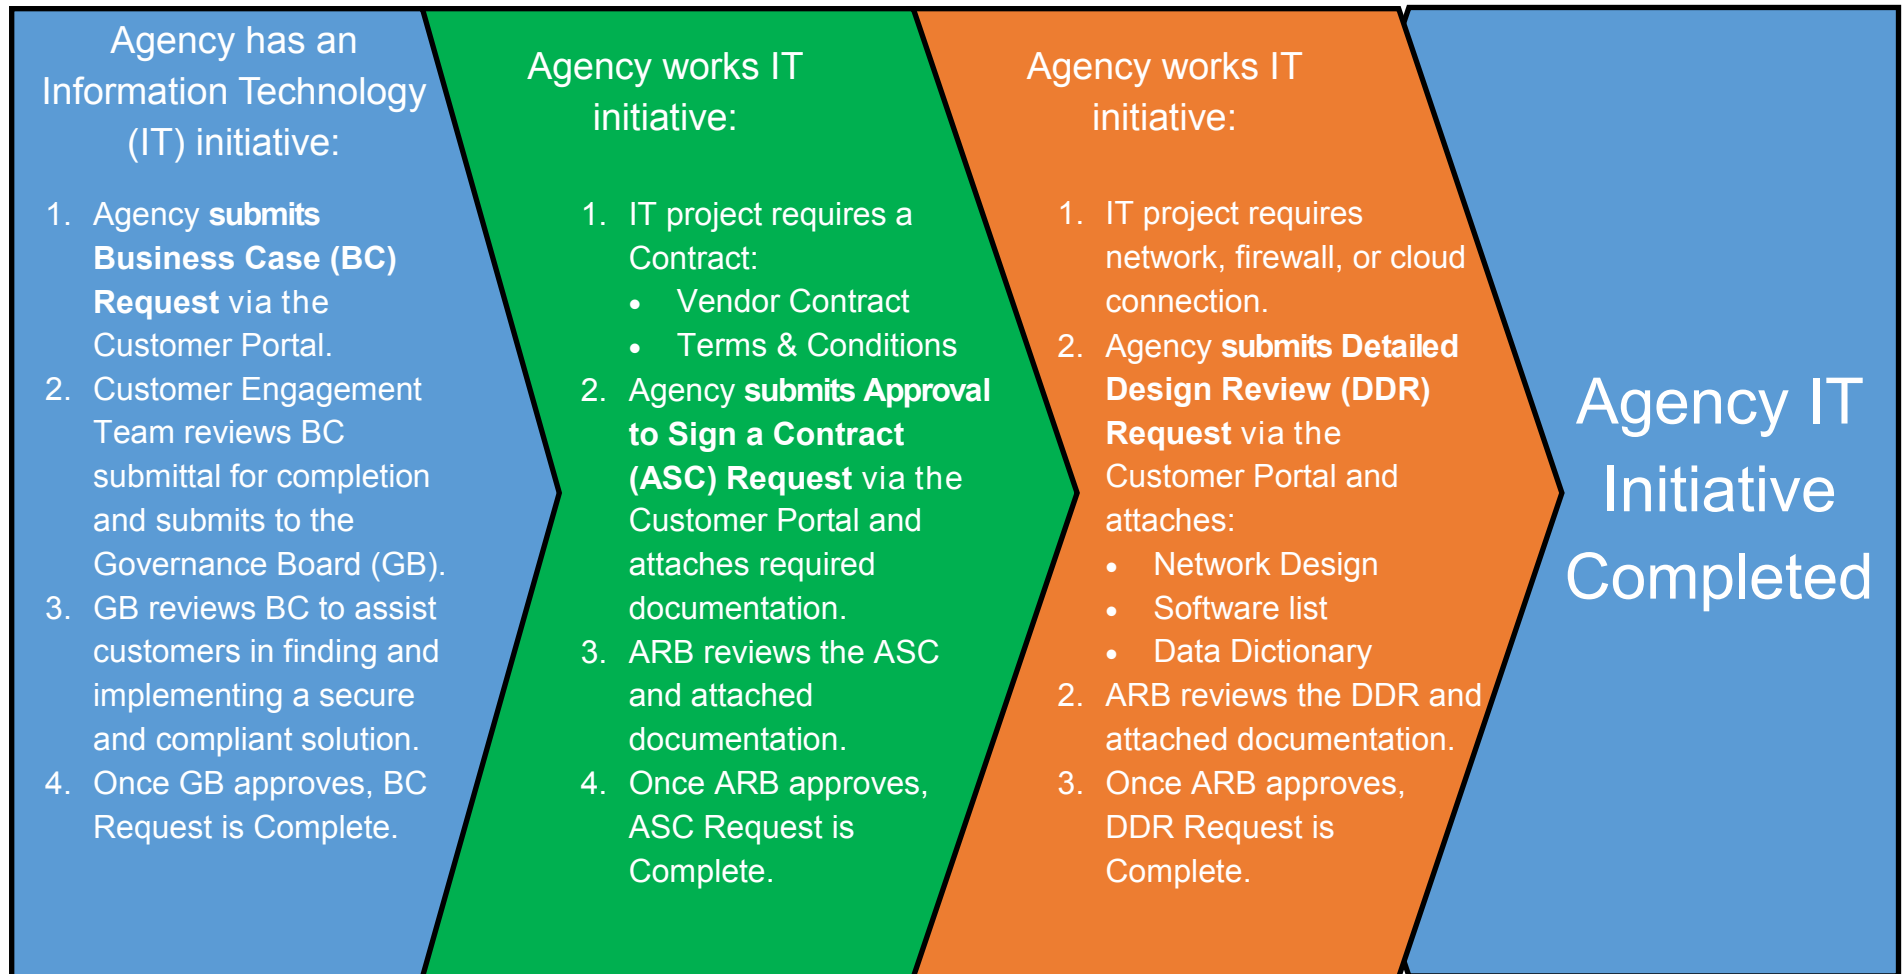 Agency has an
Information Technology
(IT) initiative:
1. Agency submits
Business Case (BC)
Request via the
Customer Portal.
2. Customer Engagement
Team reviews BC
submittal for completion
and submits to the
Governance Board (GB).
3. GB reviews BC to assist
customers in finding and
implementing a secure
and compliant solution.
4. Once GB approves, BC
Request is Complete.
Agency works IT
initiative:
1. IT project requires a
Contract:
• Vendor Contract
• Terms & Conditions
2. Agency submits Approval
to Sign a Contract
(ASC) Request via the
Customer Portal and
attaches required
documentation.
3. ARB reviews the ASC
and attached
documentation.
4. Once ARB approves,
ASC Request is
Complete.
Agency works IT
initiative:
1. IT project requires
network, firewall, or cloud
connection.
2. Agency submits Detailed
Design Review (DDR)
Request via the
Customer Portal and
attaches:
• Network Design
• Software list
• Data Dictionary
2. ARB reviews the DDR and
attached documentation.
3. Once ARB approves,
DDR Request is
Complete.
Agency IT
Initiative
Completed